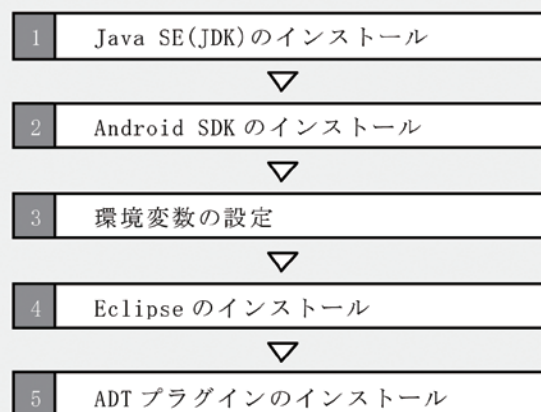 1 Java SE(JDK)のインストール
2 Android SDK のインストール
3 環境変数の設定
4 Eclipse のインストール
5 ADT プラグインのインストール